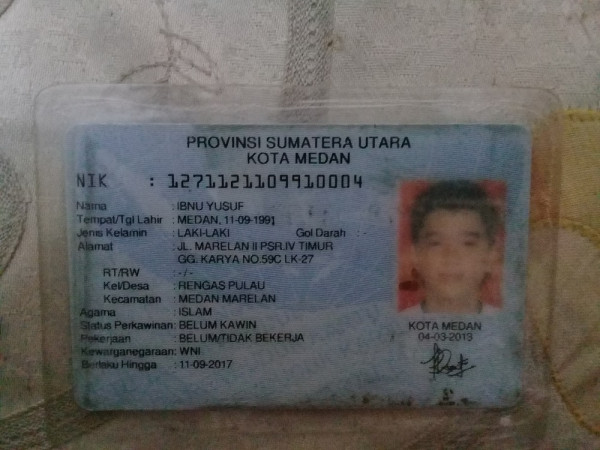 PROVINSI SUMATERA UTARA
KOTA MEDAN
NIK : 1271121109910004
Nama : IBNU YUSUF
Tempat/Tgl Lahir : MEDAN, 11-09-1991
Jenis Kelamin : LAKI-LAKI Gol Darah : -
Alamat : JL. MARELAN II PSR.IV TIMUR
GG. KARYA NO.59C LK-27
RT/RW : -/-
Kel/Desa : RENGAS PULAU
Kecamatan : MEDAN MARELAN
Agama : ISLAM
Status Perkawinan: BELUM KAWIN
Pekerjaan : BELUM/TIDAK BEKERJA
Kewarganegaraan: WNI
Berlaku Hingga : 11-09-2017
KOTA MEDAN
04-03-2013